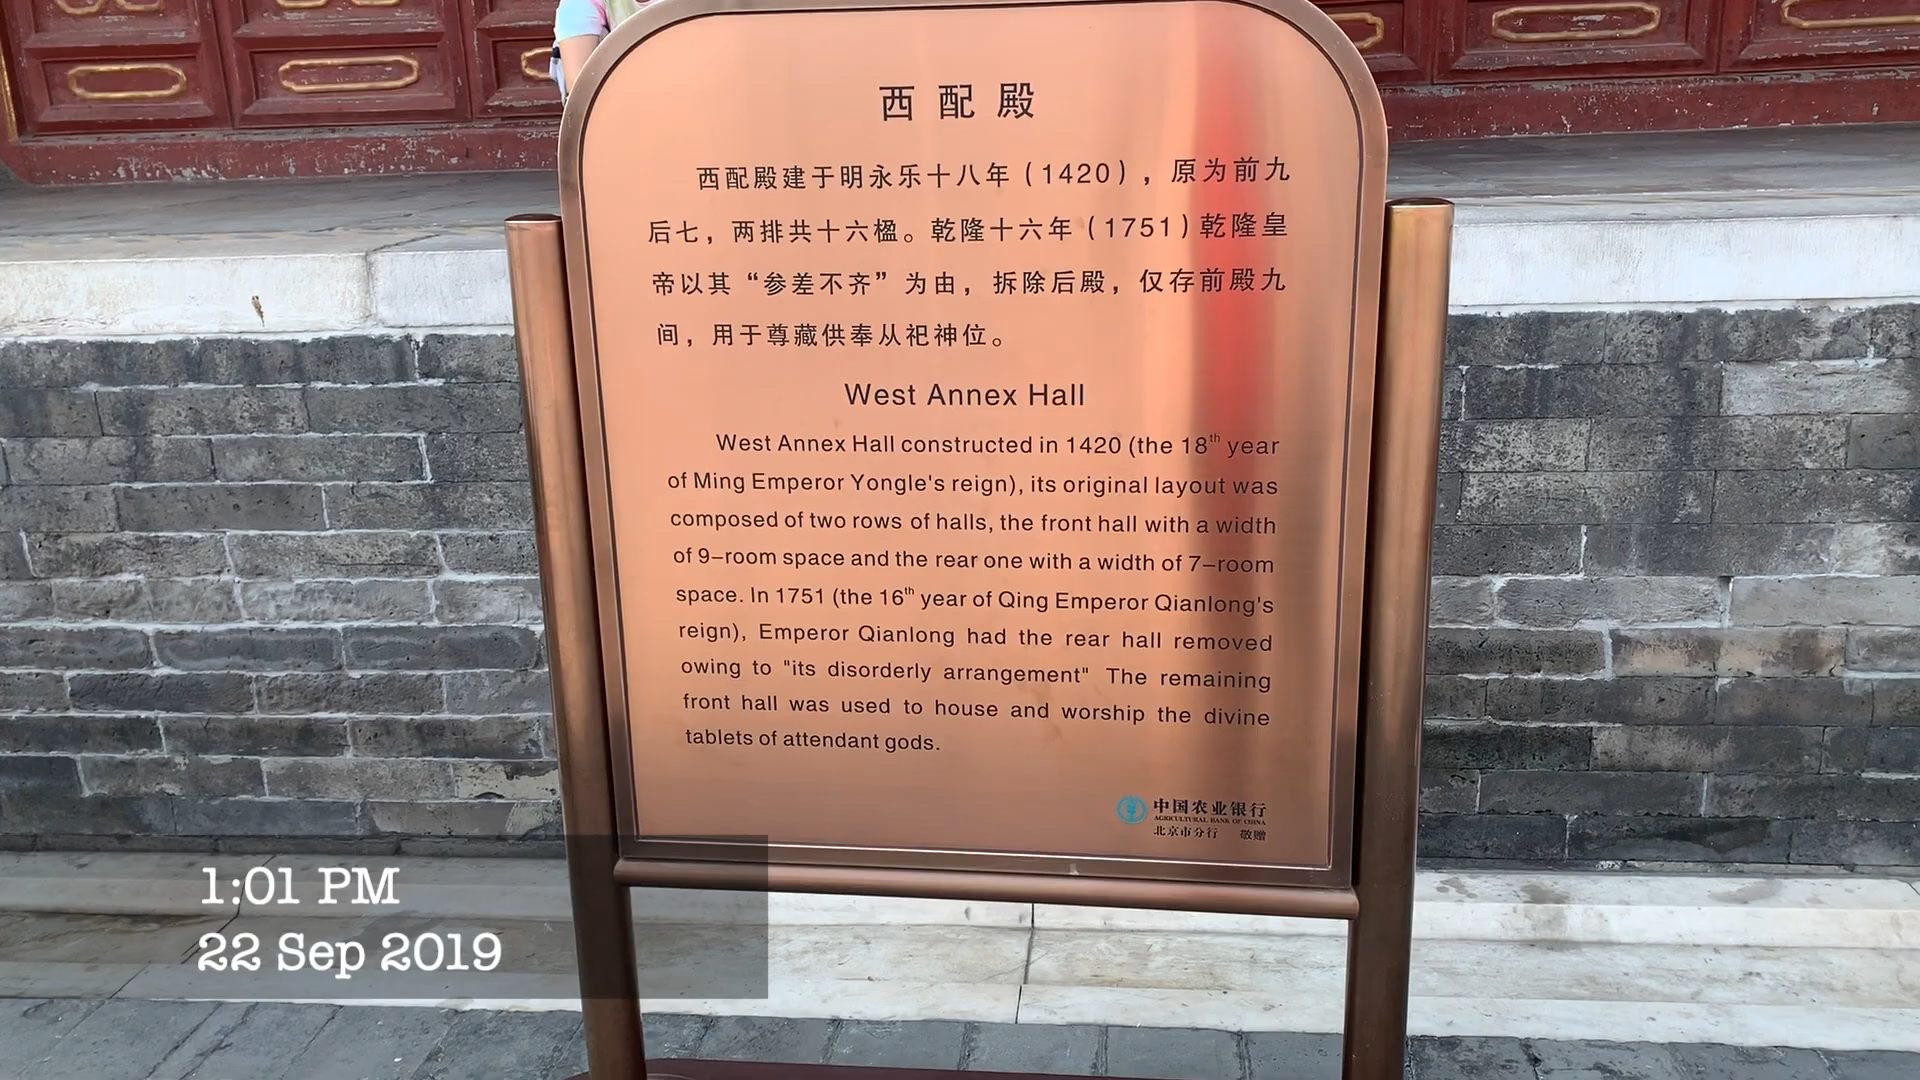 西配殿
西配殿建于明永乐十八年（1420），原为前九
后七，两排共十六楹。乾隆十六年（1751）乾隆皇
帝以其“参差不齐”为由，拆除后殿，仅存前殿九
间，用于尊藏供奉从祀神位。
West Annex Hall
West Annex Hall constructed in 1420 (the 18th year
of Ming Emperor Yongle's reign), its original layout was
composed of two rows of halls, the front hall with a width
of 9-room space and the rear one with a width of 7-room
space. In 1751 (the 16th year of Qing Emperor Qianlong's
reign), Emperor Qianlong had the rear hall removed
owing to "its disorderly arrangement" The remaining
front hall was used to house and worship the divine
tablets of attendant gods.
中国农业银行
AGRICULTURAL BANK OF CHINA
北京市分行 敬赠
1:01 PM
22 Sep 2019